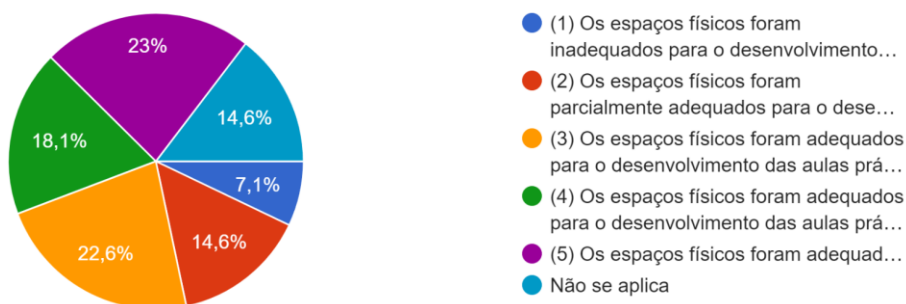 23%
14,6%
18,1%
7,1%
22,6%
14,6%
(1) Os espaços físicos foram
inadequados para o desenvolvimento…
(2) Os espaços físicos foram
parcialmente adequados para o dese…
(3) Os espaços físicos foram adequados
para o desenvolvimento das aulas prá…
(4) Os espaços físicos foram adequados
para o desenvolvimento das aulas prá…
(5) Os espaços físicos foram adequad…
Não se aplica